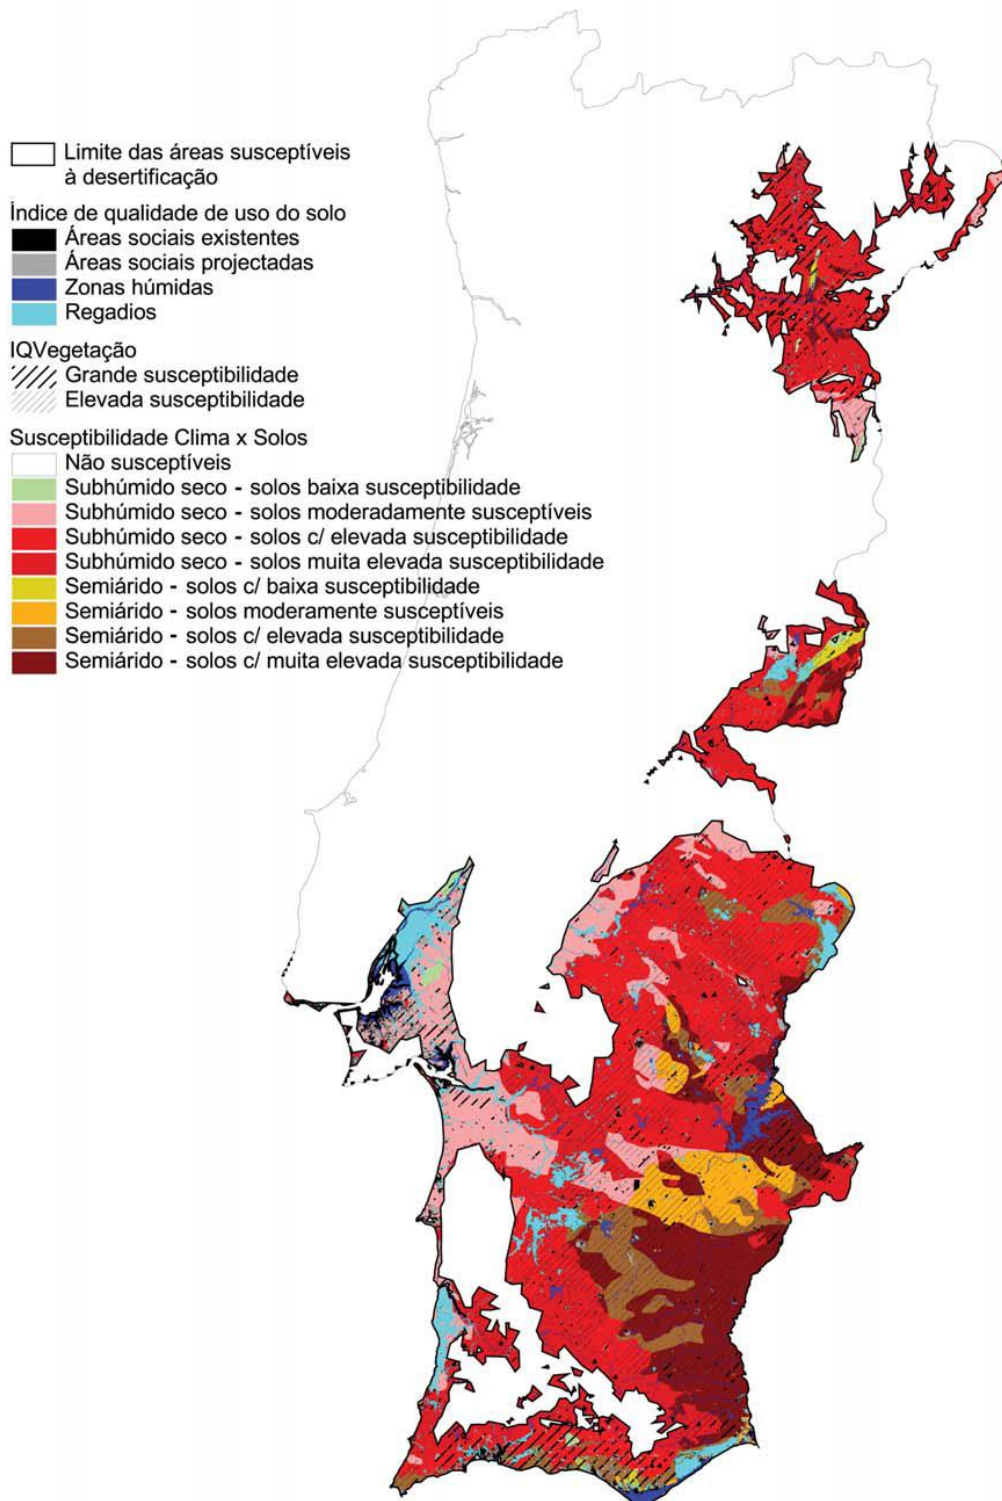 Limite das áreas susceptíveis
à desertificação
Índice de qualidade de uso do solo
Áreas sociais existentes
Áreas sociais projectadas
Zonas húmidas
Regadios
IQVegetação
Grande susceptibilidade
Elevada susceptibilidade
Susceptibilidade Clima x Solos
Não susceptíveis
Subhúmido seco - solos baixa susceptibilidade
Subhúmido seco - solos moderadamente susceptíveis
Subhúmido seco - solos c/ elevada susceptibilidade
Subhúmido seco - solos muita elevada susceptibilidade
Semiárido - solos c/ baixa susceptibilidade
Semiárido - solos moderamente susceptíveis
Semiárido - solos c/ elevada susceptibilidade
Semiárido - solos c/ muita elevada susceptibilidade